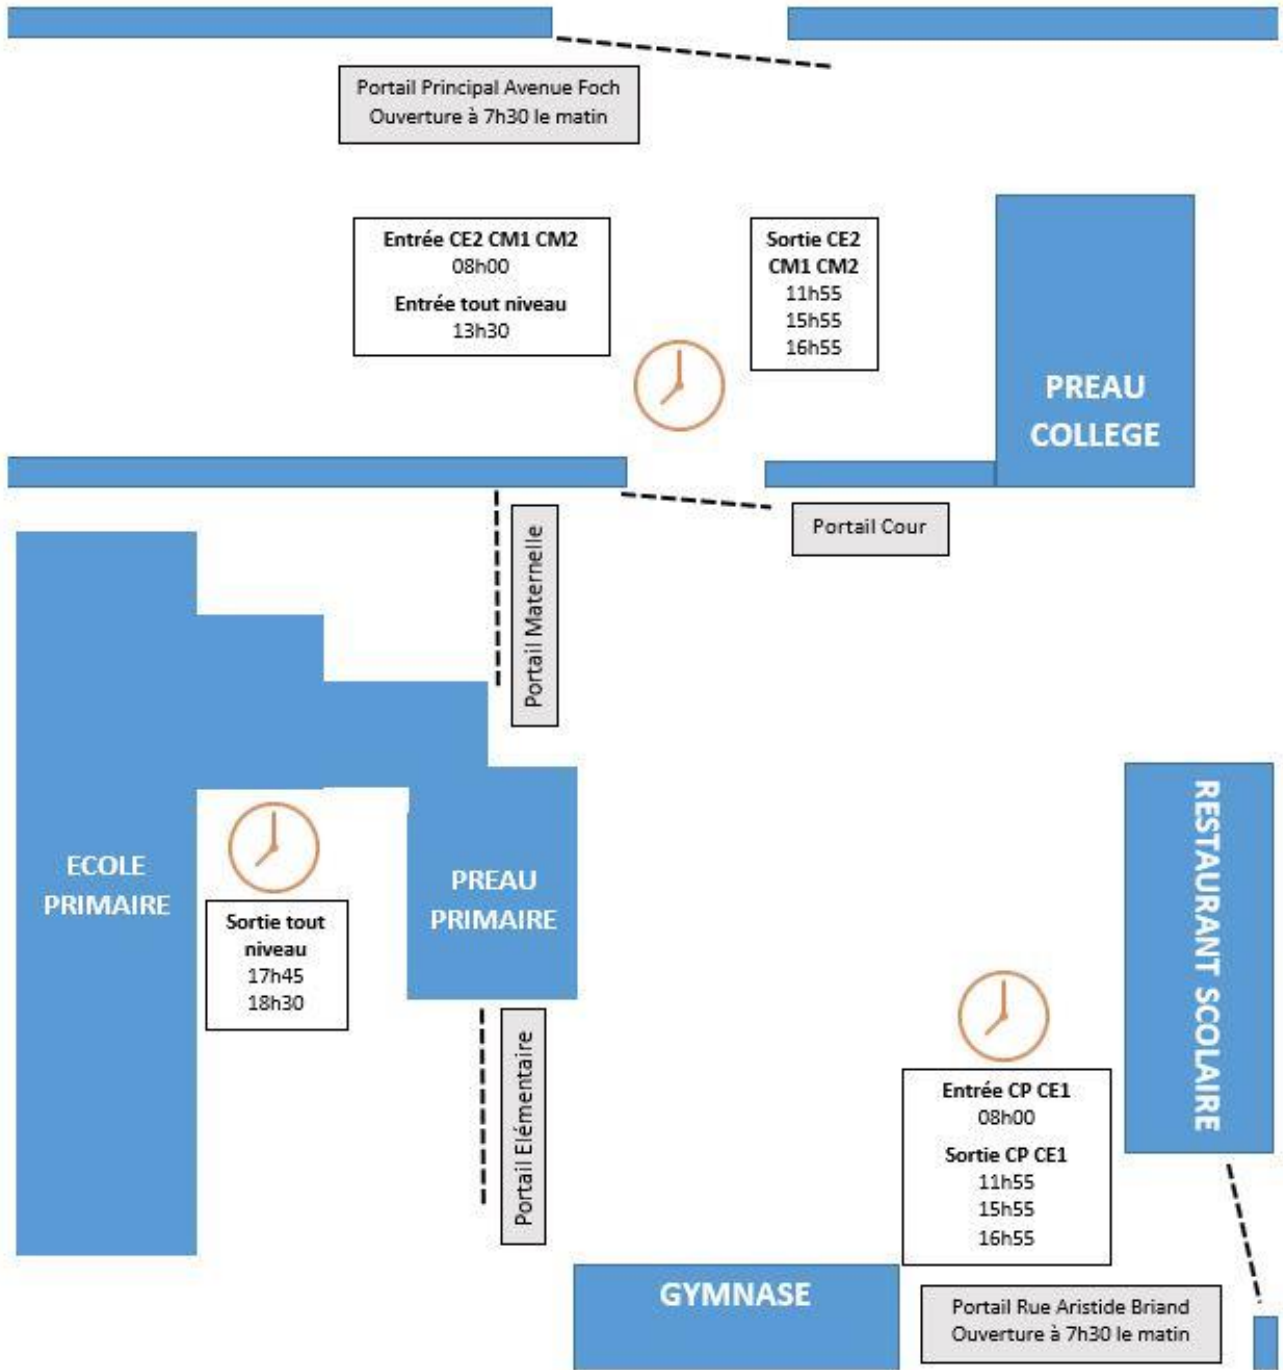 Portail Principal Avenue Foch
Ouverture à 7h30 le matin
Entrée CE2 CM1 CM2
08h00
Entrée tout niveau
13h30
Sortie CE2
CM1 CM2
11h55
15h55
16h55
PREAU
COLLEGE
Portail Cour
Portail Maternelle
ECOLE
PRIMAIRE
Sortie tout
niveau
17h45
18h30
PREAU
PRIMAIRE
RESTAURANT SCOLAIRE
Portail Elémentaire
Entrée CP CE1
08h00
Sortie CP CE1
11h55
15h55
16h55
GYMNASE
Portail Rue Aristide Briand
Ouverture à 7h30 le matin